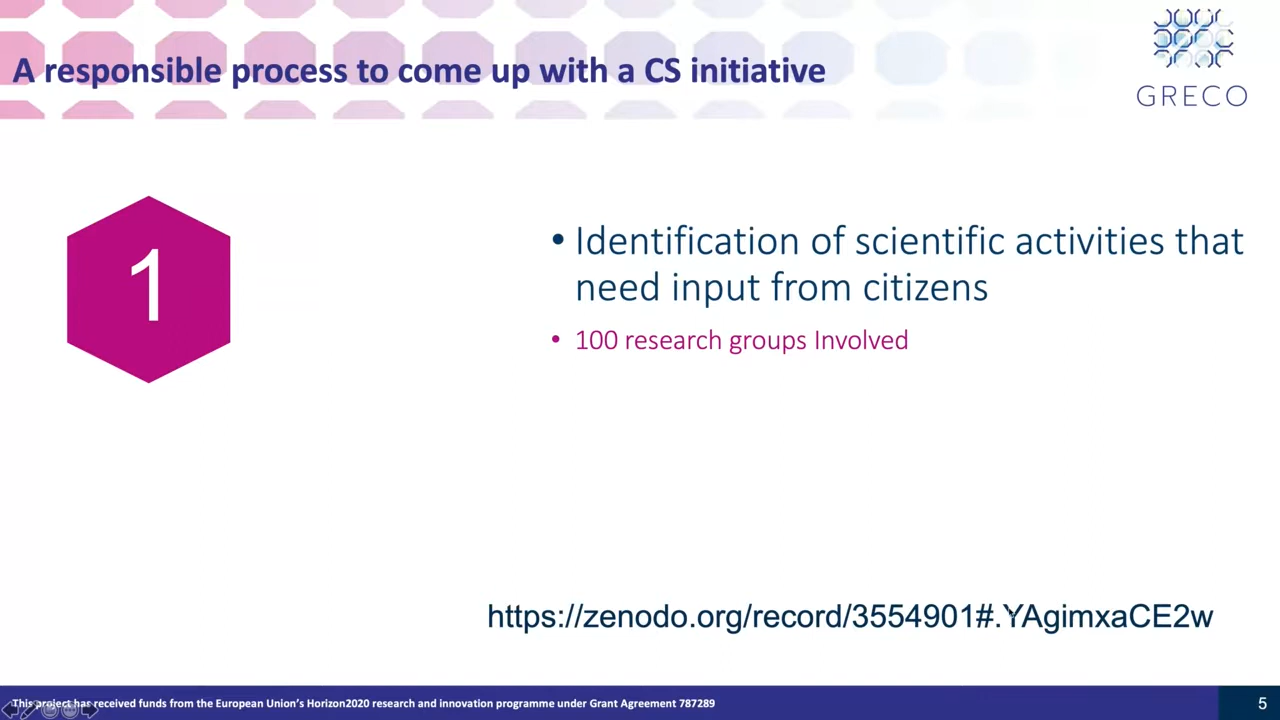 A responsible process to come up with a CS initiative
GRECO
1
• Identification of scientific activities that
need input from citizens
• 100 research groups Involved
https://zenodo.org/record/3554901#.YAgimxaCE2w
This project has received funds from the European Union's Horizon2020 research and innovation programme under Grant Agreement 787289
5